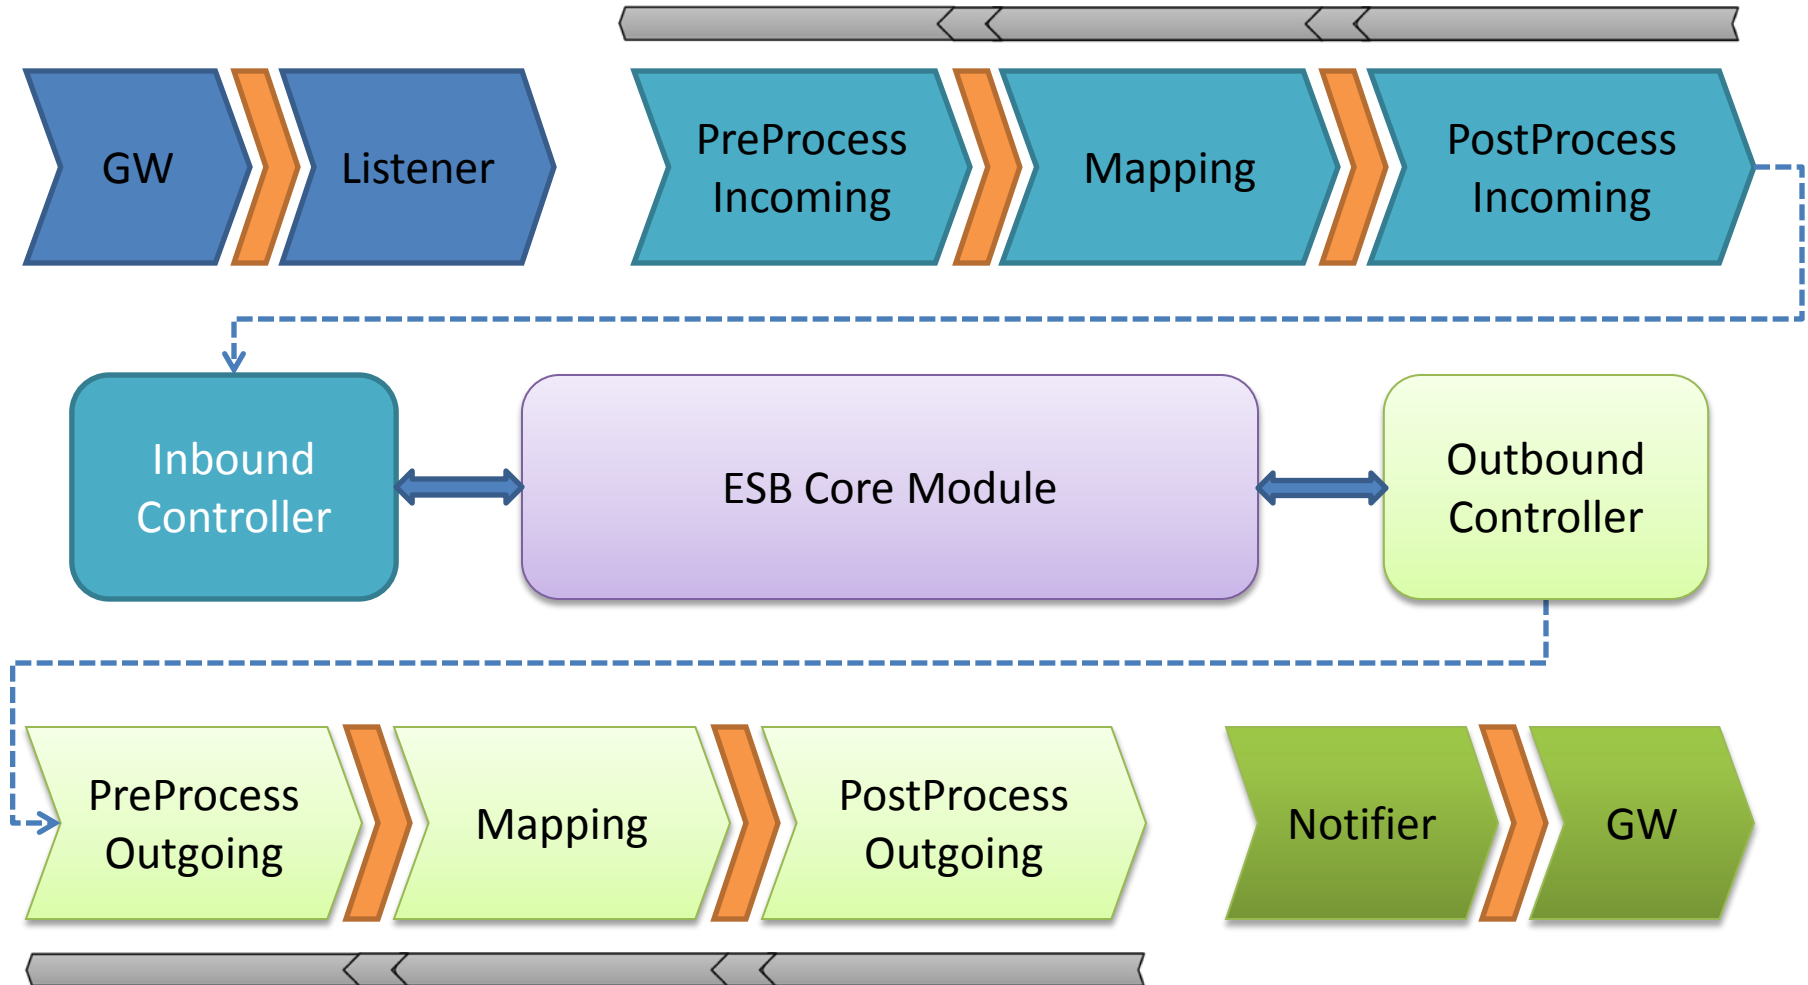 GW
Listener
PreProcess
Incoming
Mapping
PostProcess
Incoming
Inbound
Controller
ESB Core Module
Outbound
Controller
PreProcess
Outgoing
Mapping
PostProcess
Outgoing
Notifier
GW